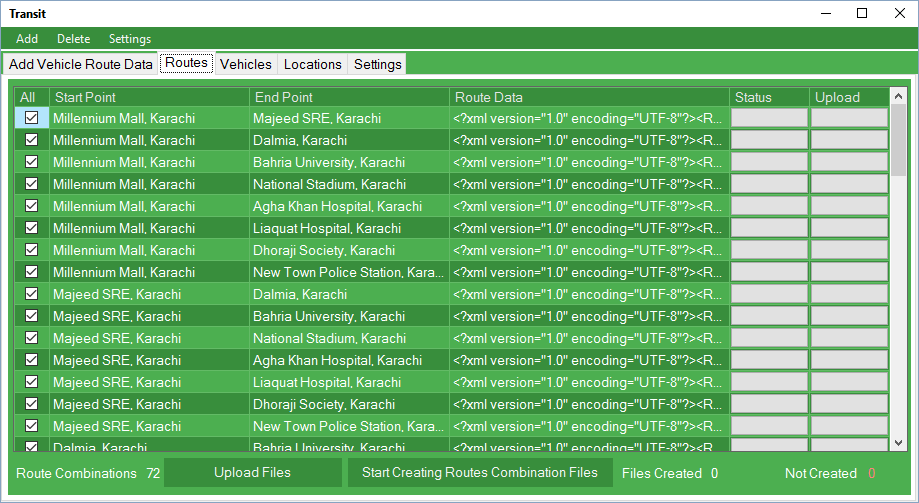 Transit
Add Delete Settings
Add Vehicle Route Data Routes Vehicles Locations Settings
All Start Point End Point Route Data Status Upload
Millennium Mall, Karachi Majeed SRE, Karachi <?xml version="1.0" encoding="UTF-8"?><R...
Millennium Mall, Karachi Dalmia, Karachi <?xml version="1.0" encoding="UTF-8"?><R...
Millennium Mall, Karachi Bahria University, Karachi <?xml version="1.0" encoding="UTF-8"?><R...
Millennium Mall, Karachi National Stadium, Karachi <?xml version="1.0" encoding="UTF-8"?><R...
Millennium Mall, Karachi Agha Khan Hospital, Karachi <?xml version="1.0" encoding="UTF-8"?><R...
Millennium Mall, Karachi Liaquat Hospital, Karachi <?xml version="1.0" encoding="UTF-8"?><R...
Millennium Mall, Karachi Dhoraji Society, Karachi <?xml version="1.0" encoding="UTF-8"?><R...
Millennium Mall, Karachi New Town Police Station, Kara... <?xml version="1.0" encoding="UTF-8"?><R...
Majeed SRE, Karachi Dalmia, Karachi <?xml version="1.0" encoding="UTF-8"?><R...
Majeed SRE, Karachi Bahria University, Karachi <?xml version="1.0" encoding="UTF-8"?><R...
Majeed SRE, Karachi National Stadium, Karachi <?xml version="1.0" encoding="UTF-8"?><R...
Majeed SRE, Karachi Agha Khan Hospital, Karachi <?xml version="1.0" encoding="UTF-8"?><R...
Majeed SRE, Karachi Liaquat Hospital, Karachi <?xml version="1.0" encoding="UTF-8"?><R...
Majeed SRE, Karachi Dhoraji Society, Karachi <?xml version="1.0" encoding="UTF-8"?><R...
Majeed SRE, Karachi New Town Police Station, Kara... <?xml version="1.0" encoding="UTF-8"?><R...
Dalmia, Karachi Bahria University, Karachi <?xml version="1.0" encoding="UTF-8"?><R...
Route Combinations 72 Upload Files Start Creating Routes Combination Files Files Created 0 Not Created 0